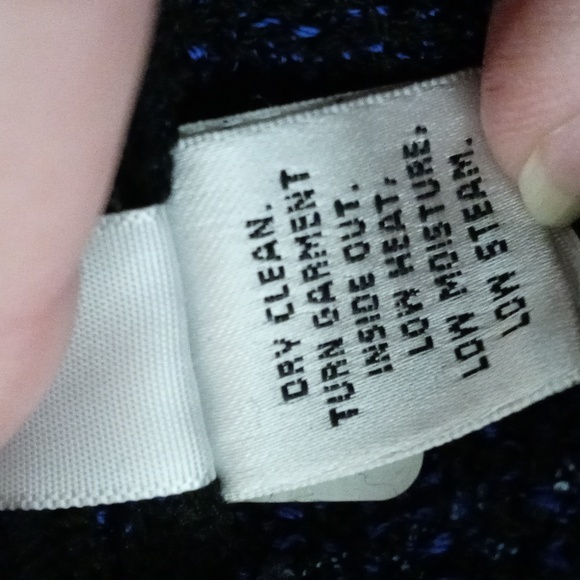 DRY CLEAN.
TURN GARMENT
INSIDE OUT.
LOW HEAT,
LOW MOISTURE,
LOW STEAM.